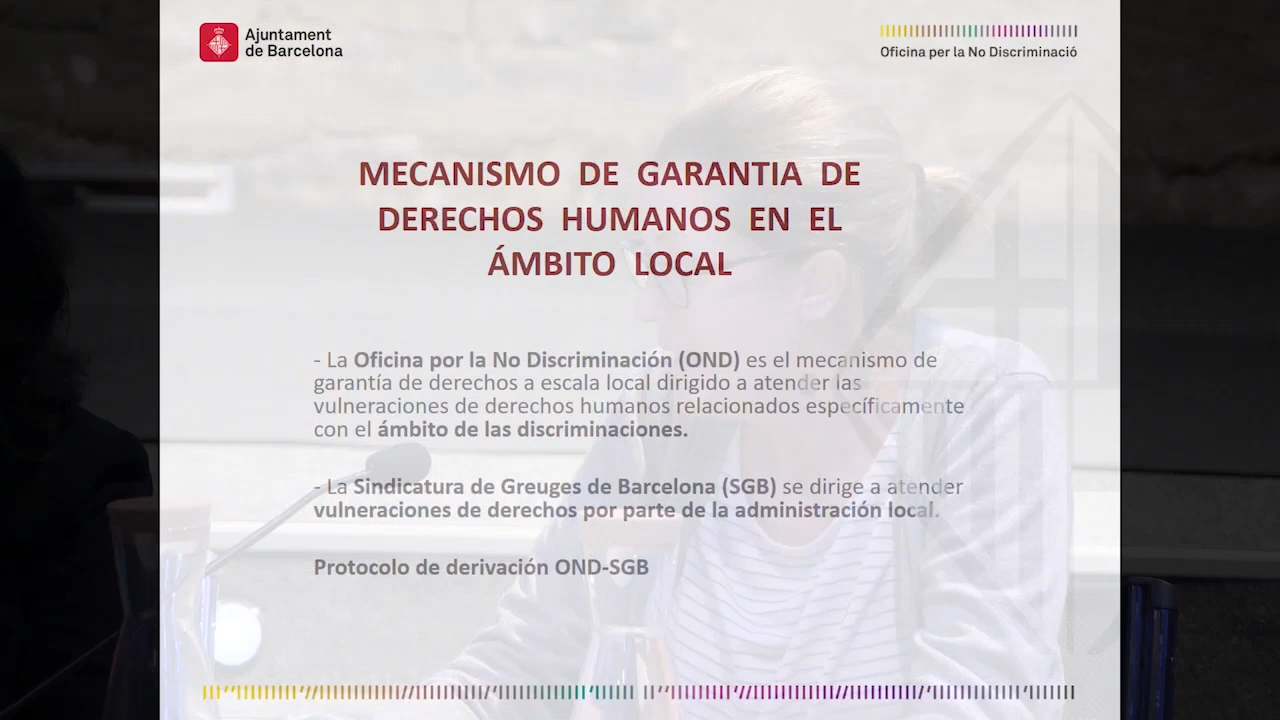 Ajuntament
de Barcelona
Oficina per la No Discriminació
MECANISMO DE GARANTIA DE
DERECHOS HUMANOS EN EL
ÁMBITO LOCAL
- La Oficina por la No Discriminación (OND) es el mecanismo de
garantía de derechos a escala local dirigido a atender las
vulneraciones de derechos humanos relacionados específicamente
con el ámbito de las discriminaciones.
- La Sindicatura de Greuges de Barcelona (SGB) se dirige a atender
vulneraciones de derechos por parte de la administración local.
Protocolo de derivación OND-SGB